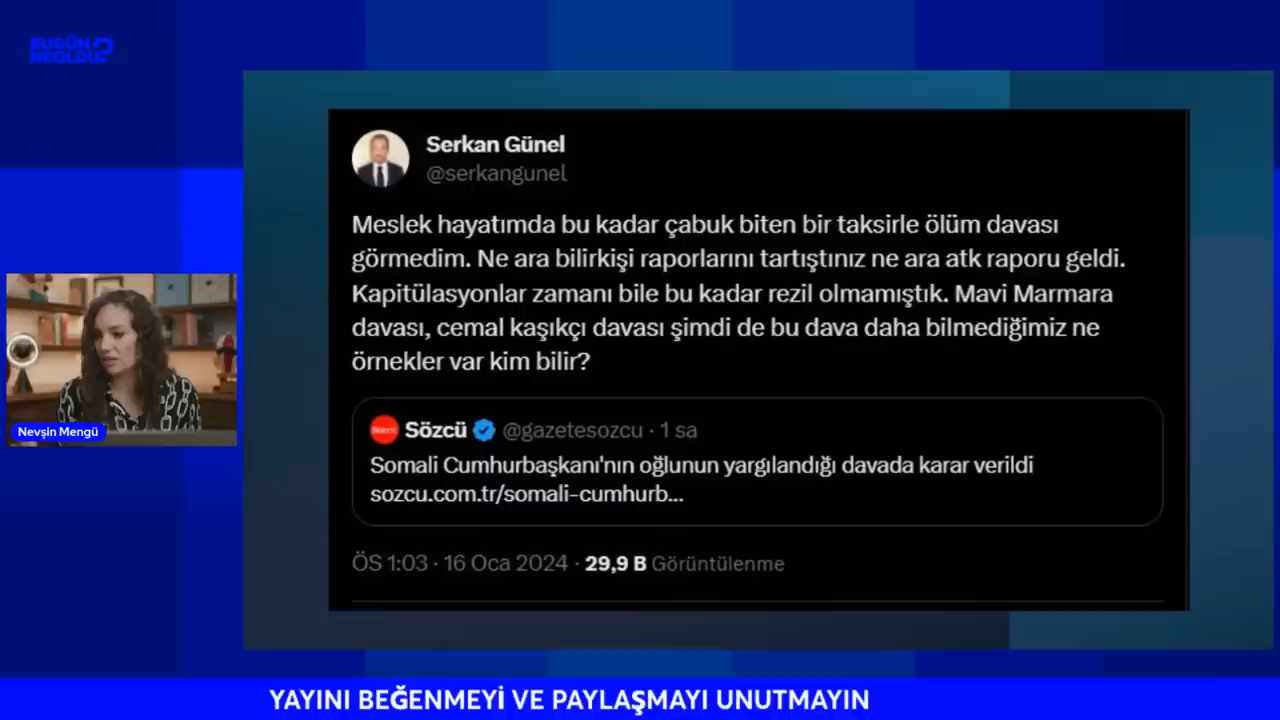 BUGÜN
NEOLDU?
Serkan Günel
@serkangunel
Meslek hayatımda bu kadar çabuk biten bir taksirle ölüm davası
görmedim. Ne ara bilirkişi raporlarını tartıştınız ne ara atk raporu geldi.
Kapitülasyonlar zamanı bile bu kadar rezil olmamıştık. Mavi Marmara
davası, cemal kaşıkçı davası şimdi de bu dava daha bilmediğimiz ne
örnekler var kim bilir?
Sözcü @gazetesozcu · 1 sa
Somali Cumhurbaşkanı'nın oğlunun yargılandığı davada karar verildi
sozcu.com.tr/somali-cumhurb...
ÖS 1:03 · 16 Oca 2024 · 29,9 B Görüntülenme
Nevşin Mengü
YAYINI BEĞENMEYİ VE PAYLAŞMAYI UNUTMAYIN